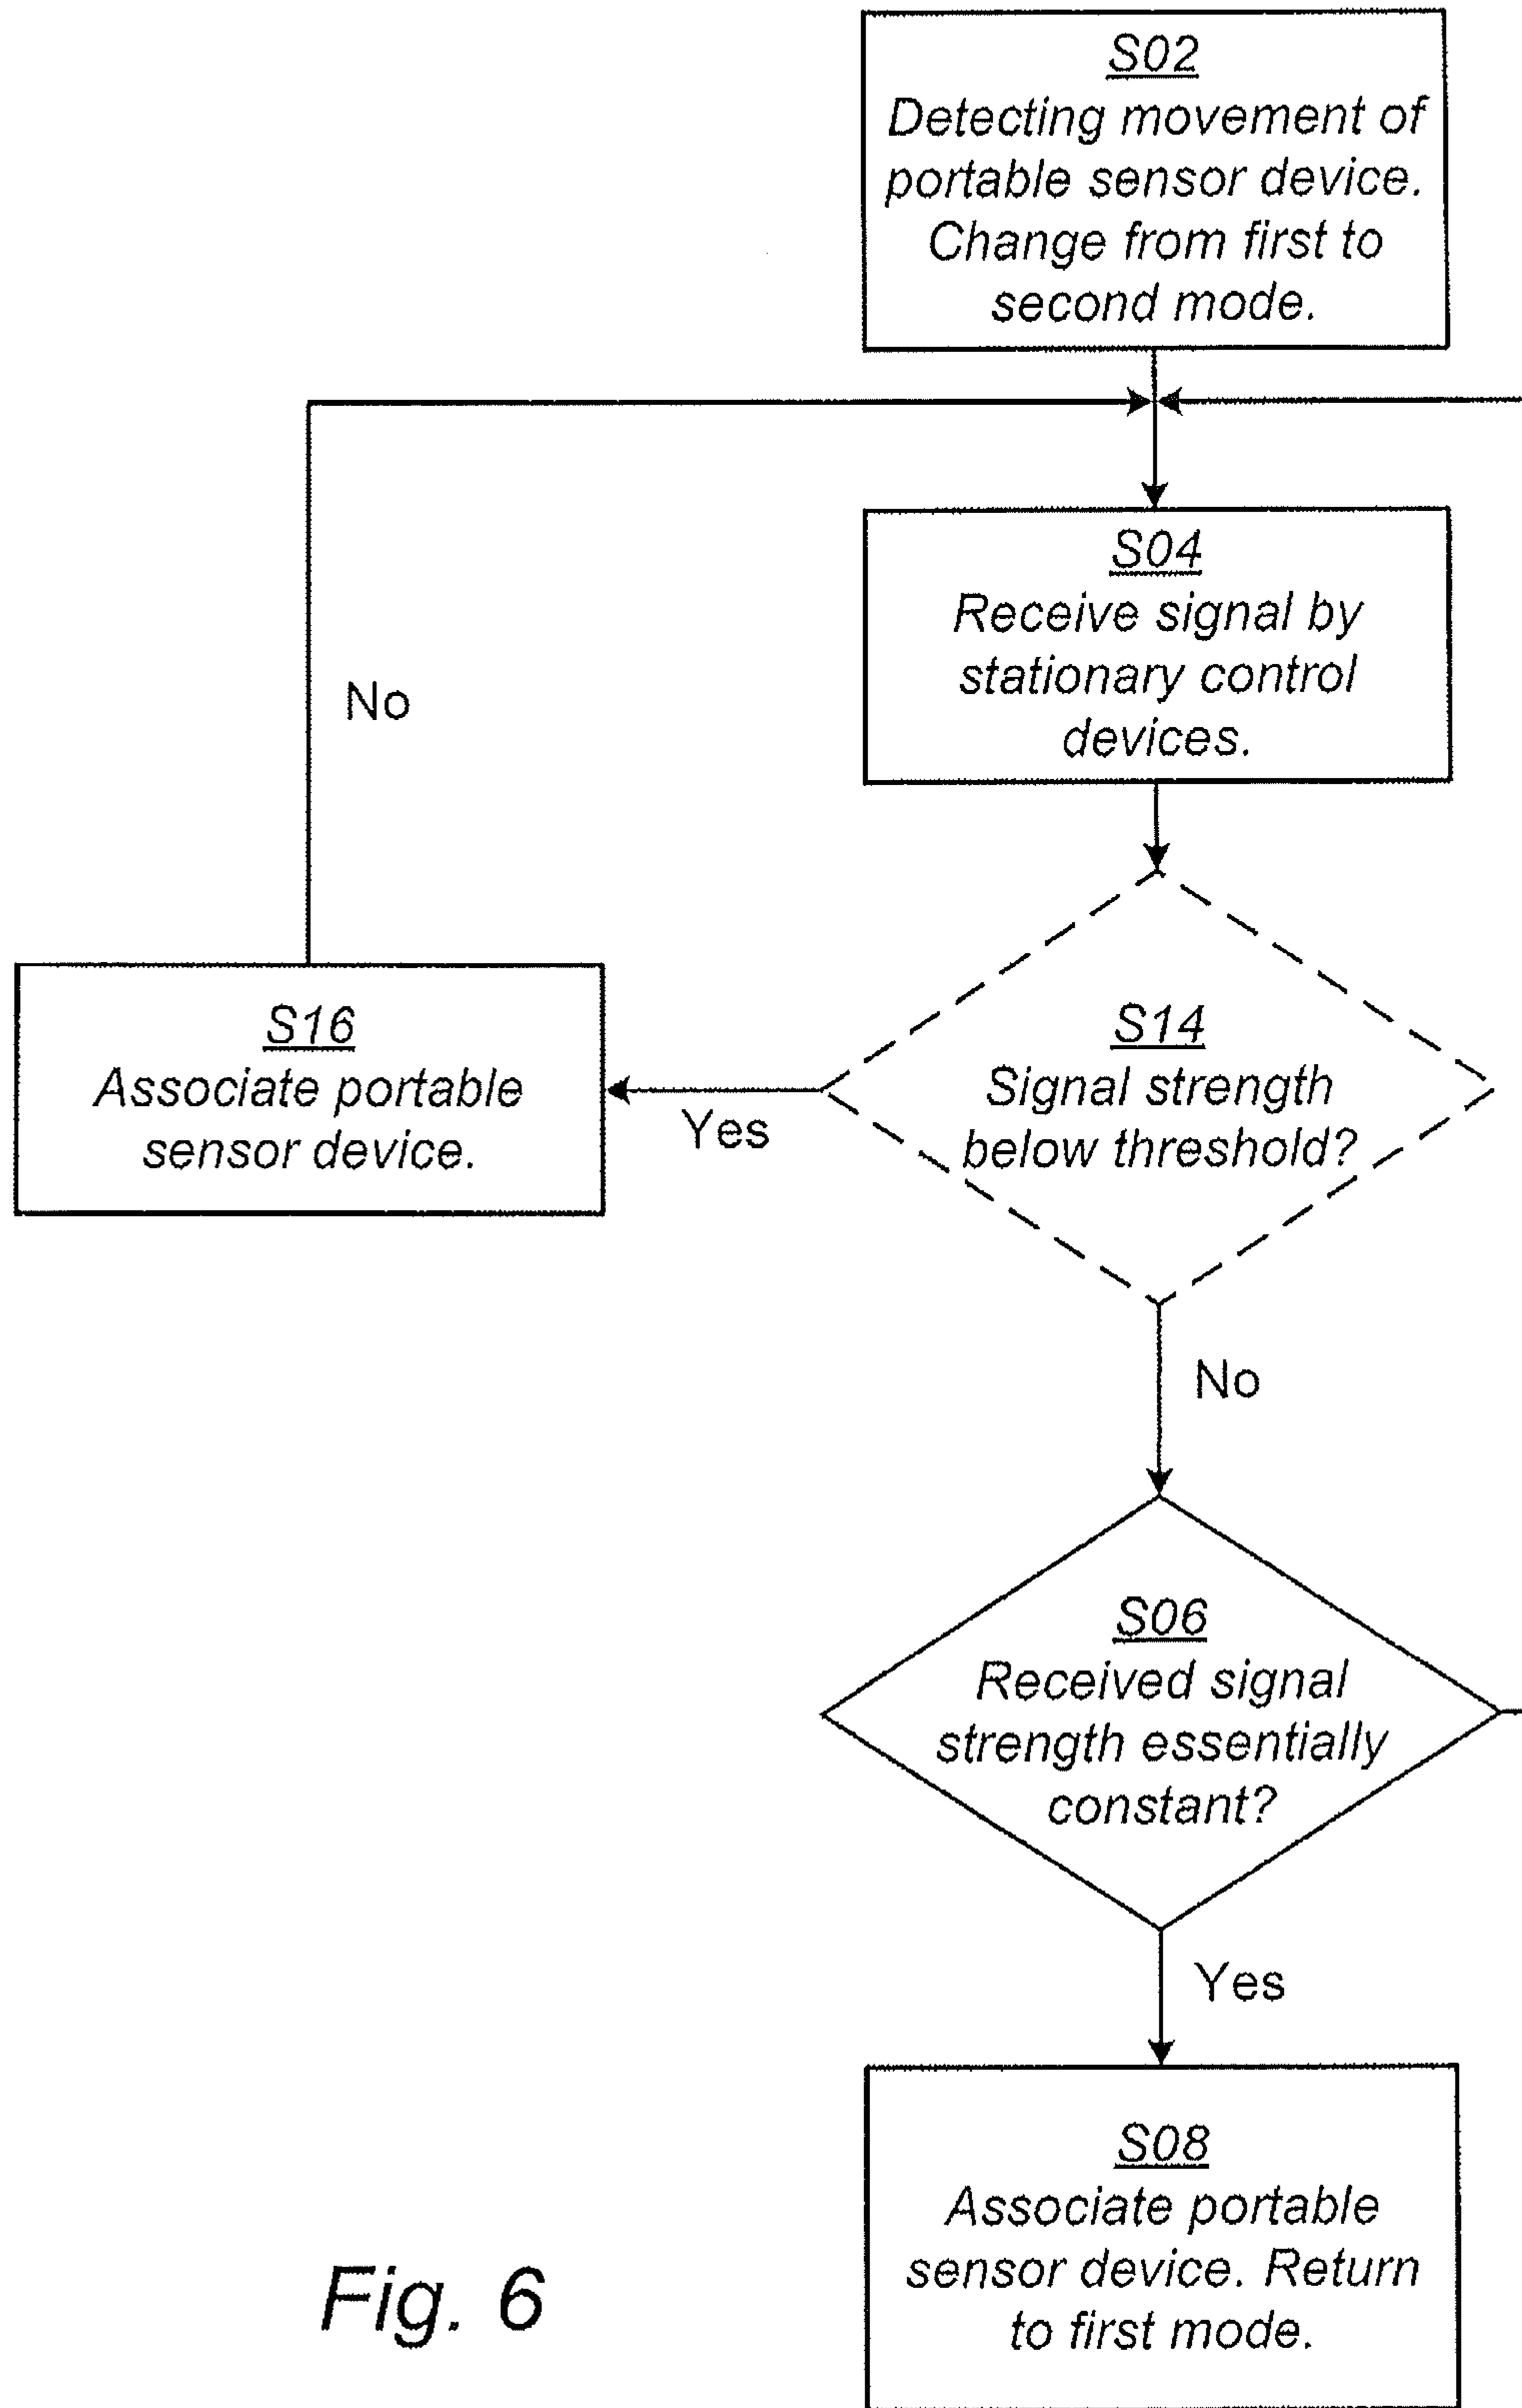 S02
Detecting movement of
portable sensor device.
Change from first to
second mode.
S04
Receive signal by
stationary control
devices.
No
S16
Associate portable
sensor device.
Yes
S14
Signal strength
below threshold?
No
S06
Received signal
strength essentially
constant?
Yes
S08
Associate portable
sensor device. Return
to first mode.
Fig. 6